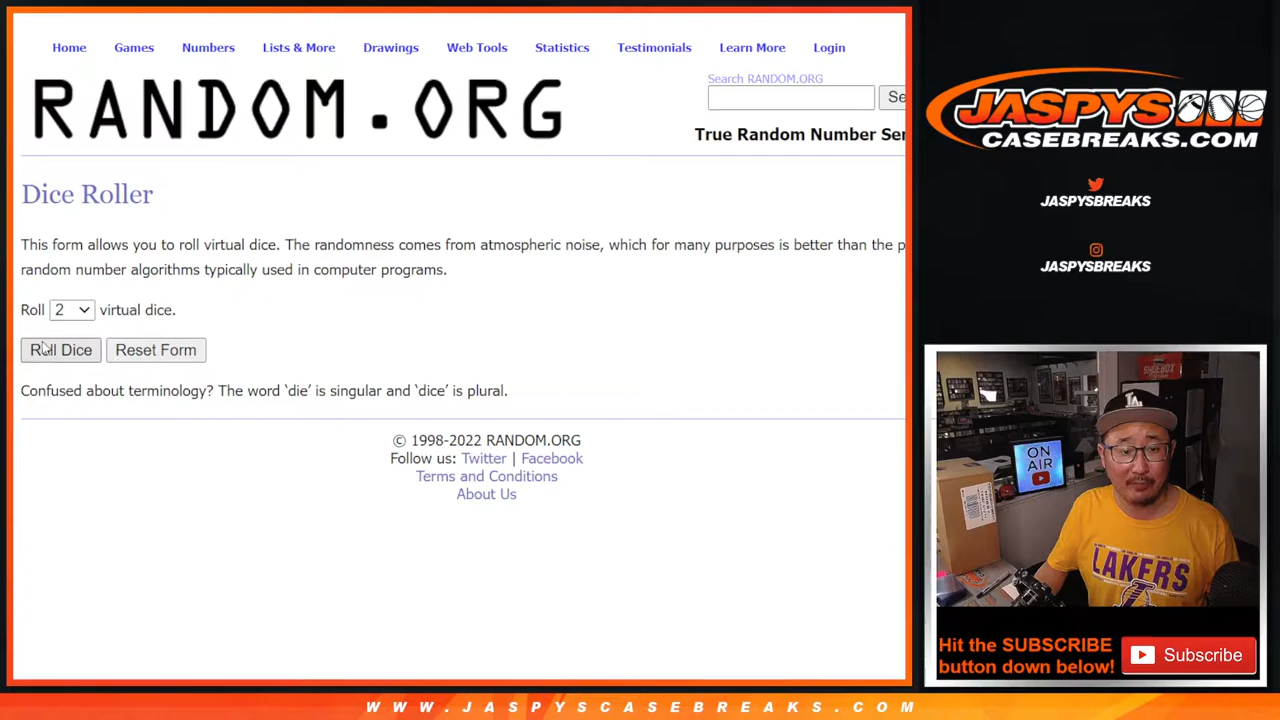 Home Games Numbers Lists & More Drawings Web Tools Statistics Testimonials Learn More Login
RANDOM.ORG
Search RANDOM.ORG
Se
True Random Number Ser
Dice Roller
This form allows you to roll virtual dice. The randomness comes from atmospheric noise, which for many purposes is better than the p
random number algorithms typically used in computer programs.
Roll 2 virtual dice.
Roll Dice Reset Form
Confused about terminology? The word ‘die’ is singular and ‘dice’ is plural.
© 1998-2022 RANDOM.ORG
Follow us: Twitter | Facebook
Terms and Conditions
About Us
JASPYS
CASEBREAKS.COM
JASPYSBREAKS
JASPYSBREAKS
SHOEBOX
LA
ON
AIR
LAKERS
Hit the SUBSCRIBE
button down below!
Subscribe
WWW.JASPYSCASEBREAKS.COM